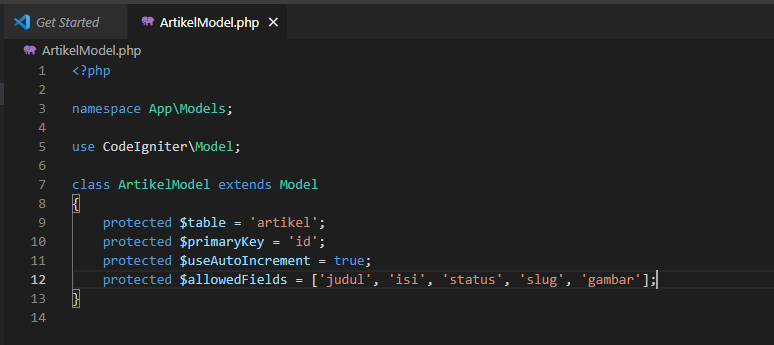 Get Started ArtikelModel.php ×
ArtikelModel.php
1 <?php
2
3 namespace App\Models;
4
5 use CodeIgniter\Model;
6
7 class ArtikelModel extends Model
8 {
9 protected $table = 'artikel';
10 protected $primaryKey = 'id';
11 protected $useAutoIncrement = true;
12 protected $allowedFields = ['judul', 'isi', 'status', 'slug', 'gambar'];
13 }
14